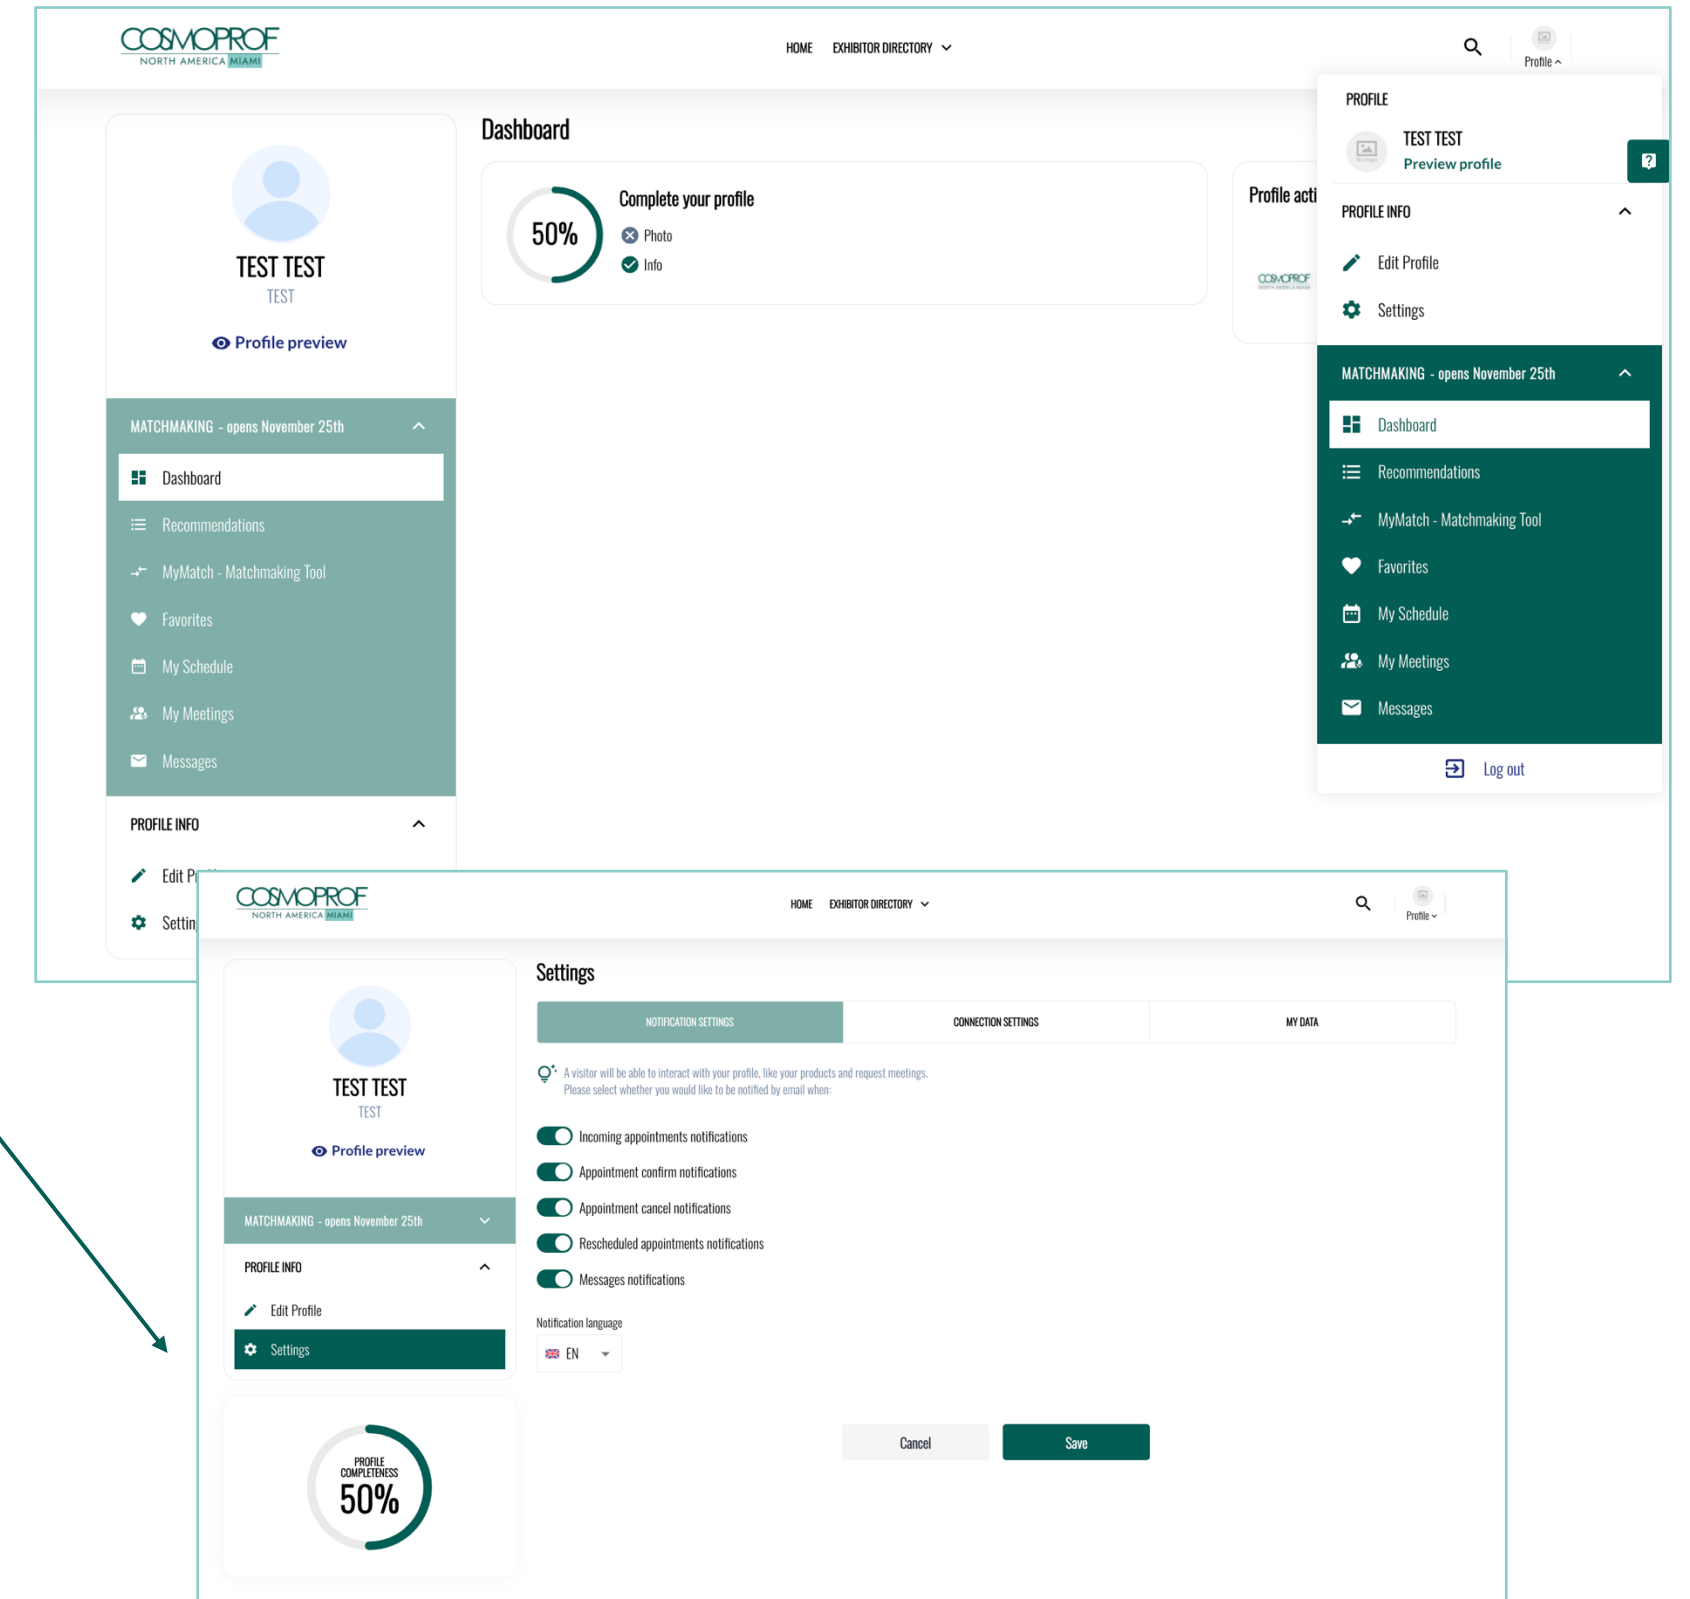 COSMOPROF
NORTH AMERICA MIAMI
HOME
EXHIBITOR DIRECTORY
Profile
TEST TEST
TEST
Profile preview
MATCHMAKING - opens November 25th
Dashboard
Recommendations
MyMatch - Matchmaking Tool
Favorites
My Schedule
My Meetings
Messages
PROFILE INFO
Edit P
Settin
Dashboard
50%
Complete your profile
Photo
Info
Profile acti
COSMOPROF
NORTH AMERICA MIAMI
PROFILE
TEST TEST
Preview profile
PROFILE INFO
Edit Profile
Settings
MATCHMAKING - opens November 25th
Dashboard
Recommendations
MyMatch - Matchmaking Tool
Favorites
My Schedule
My Meetings
Messages
Log out
COSMOPROF
NORTH AMERICA MIAMI
HOME
EXHIBITOR DIRECTORY
Profile
TEST TEST
TEST
Profile preview
MATCHMAKING - opens November 25th
PROFILE INFO
Edit Profile
Settings
PROFILE
COMPLETENESS
50%
Settings
NOTIFICATION SETTINGS
CONNECTION SETTINGS
MY DATA
A visitor will be able to interact with your profile, like your products and request meetings.
Please select whether you would like to be notified by email when:
Incoming appointments notifications
Appointment confirm notifications
Appointment cancel notifications
Rescheduled appointments notifications
Messages notifications
Notification language
EN
Cancel
Save